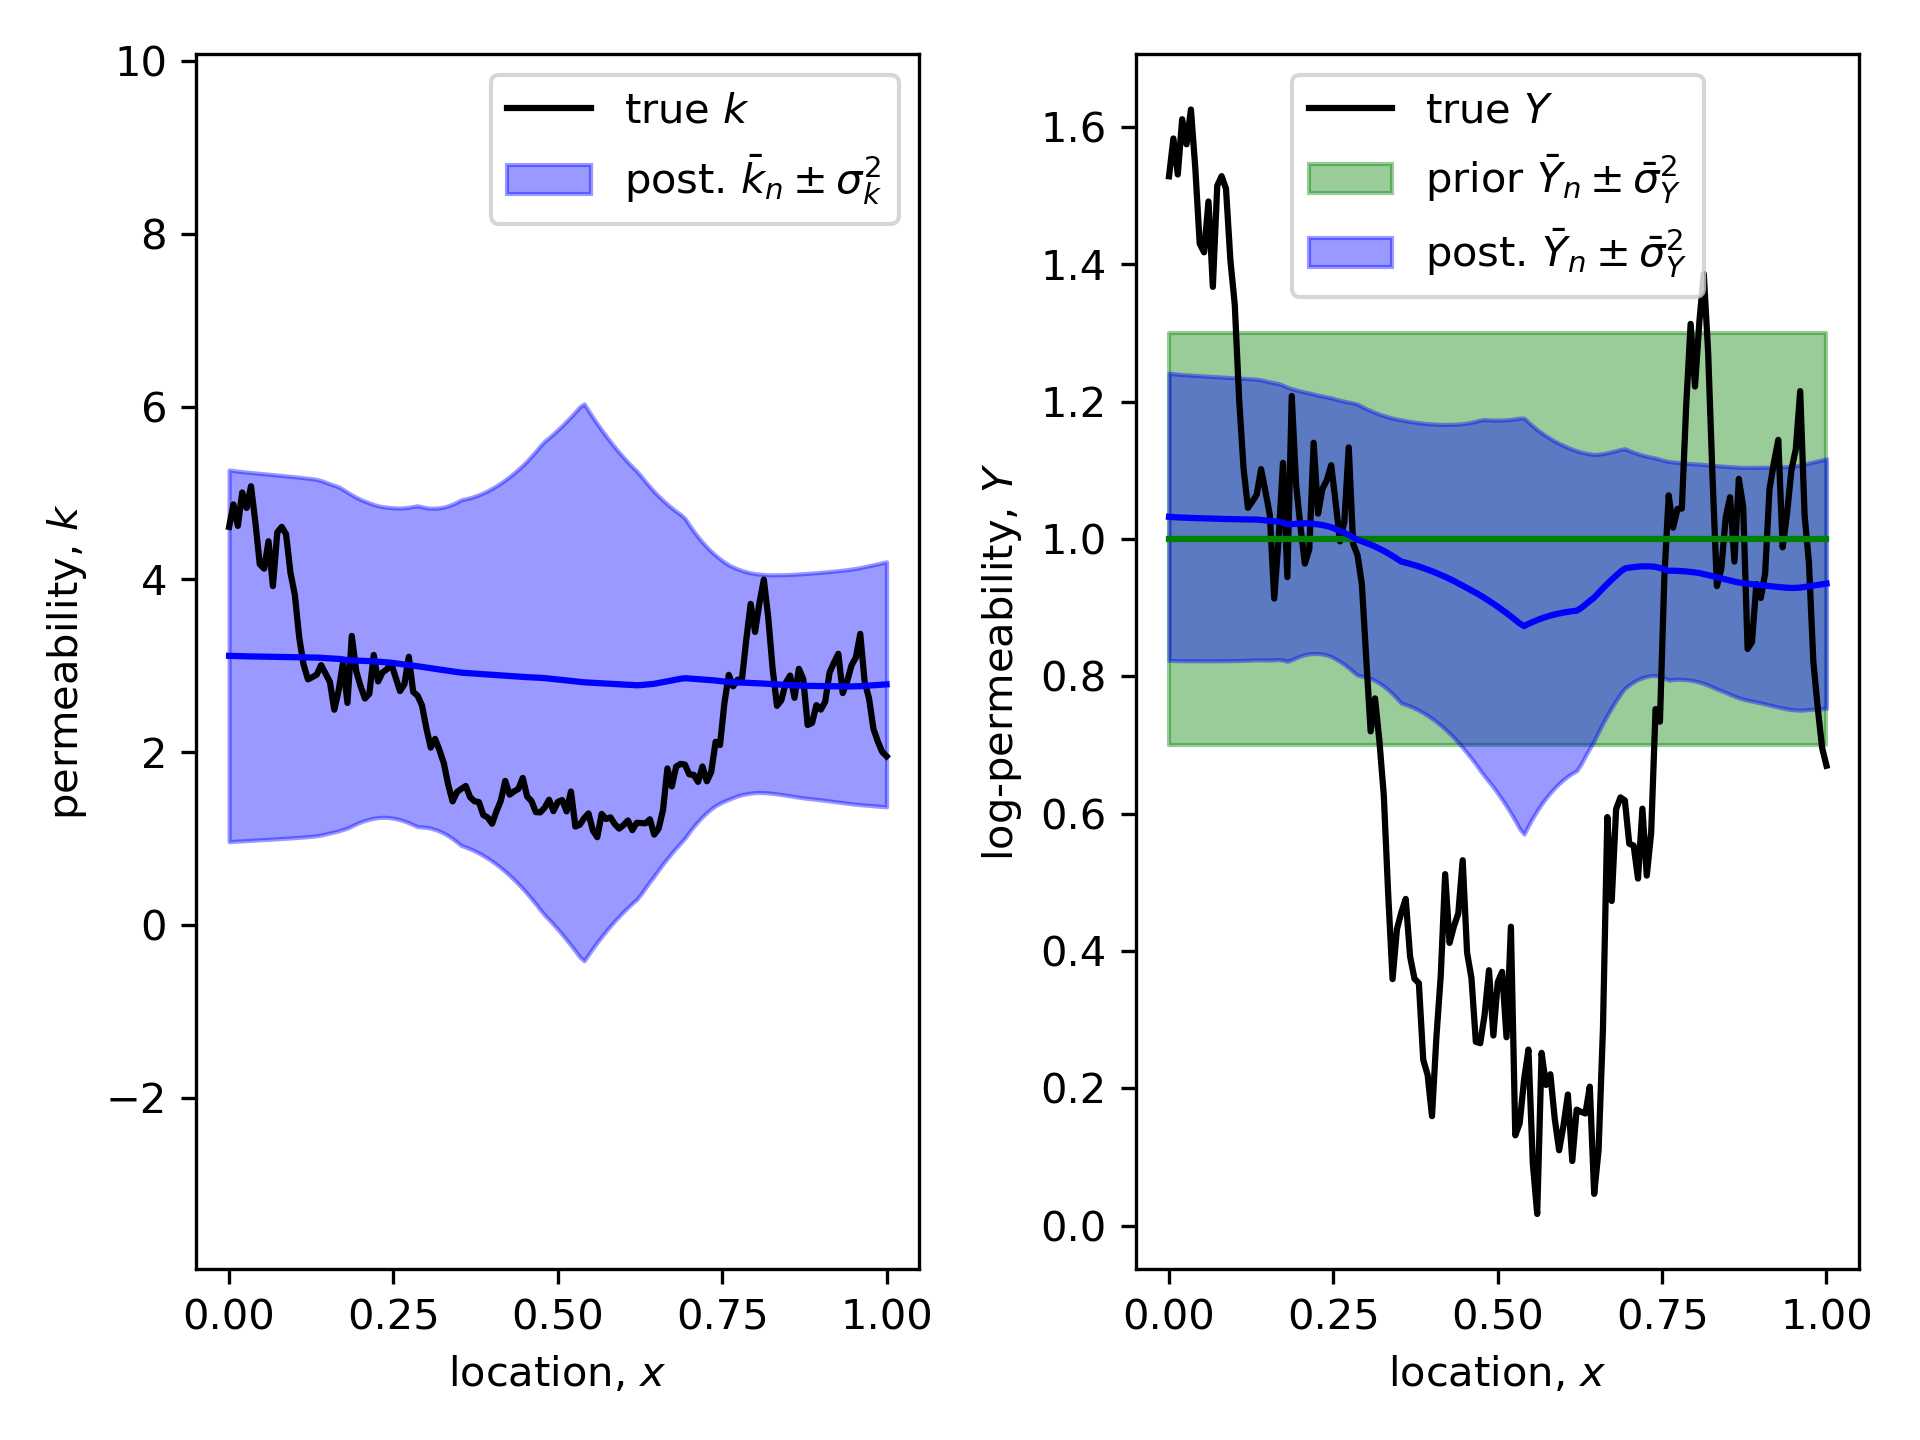 10
8
6
4
2
0
−2
permeability, k
true k
post. k̄ₙ ± σ²ₖ
0.00 0.25 0.50 0.75 1.00
location, x
1.6
1.4
1.2
1.0
0.8
0.6
0.4
0.2
0.0
log-permeability, Y
true Y
prior Ȳₙ ± σ̄²_Y
post. Ȳₙ ± σ̄²_Y
0.00 0.25 0.50 0.75 1.00
location, x